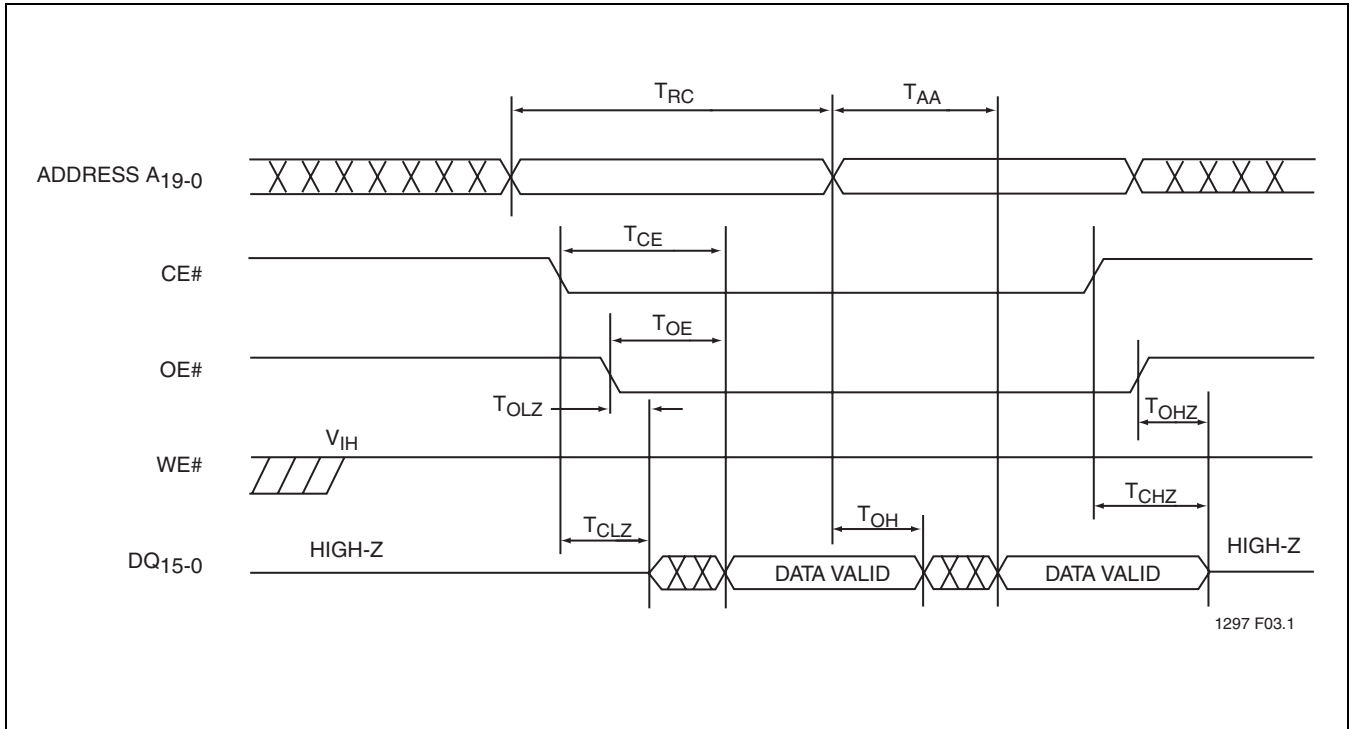 TRC
TAA
ADDRESS A19-0
TCE
CE#
TOE
OE#
TOLZ
TOHZ
VIH
WE#
TCHZ
TOH
TCLZ
HIGH-Z
HIGH-Z
DQ15-0
DATA VALID
DATA VALID
1297 F03.1